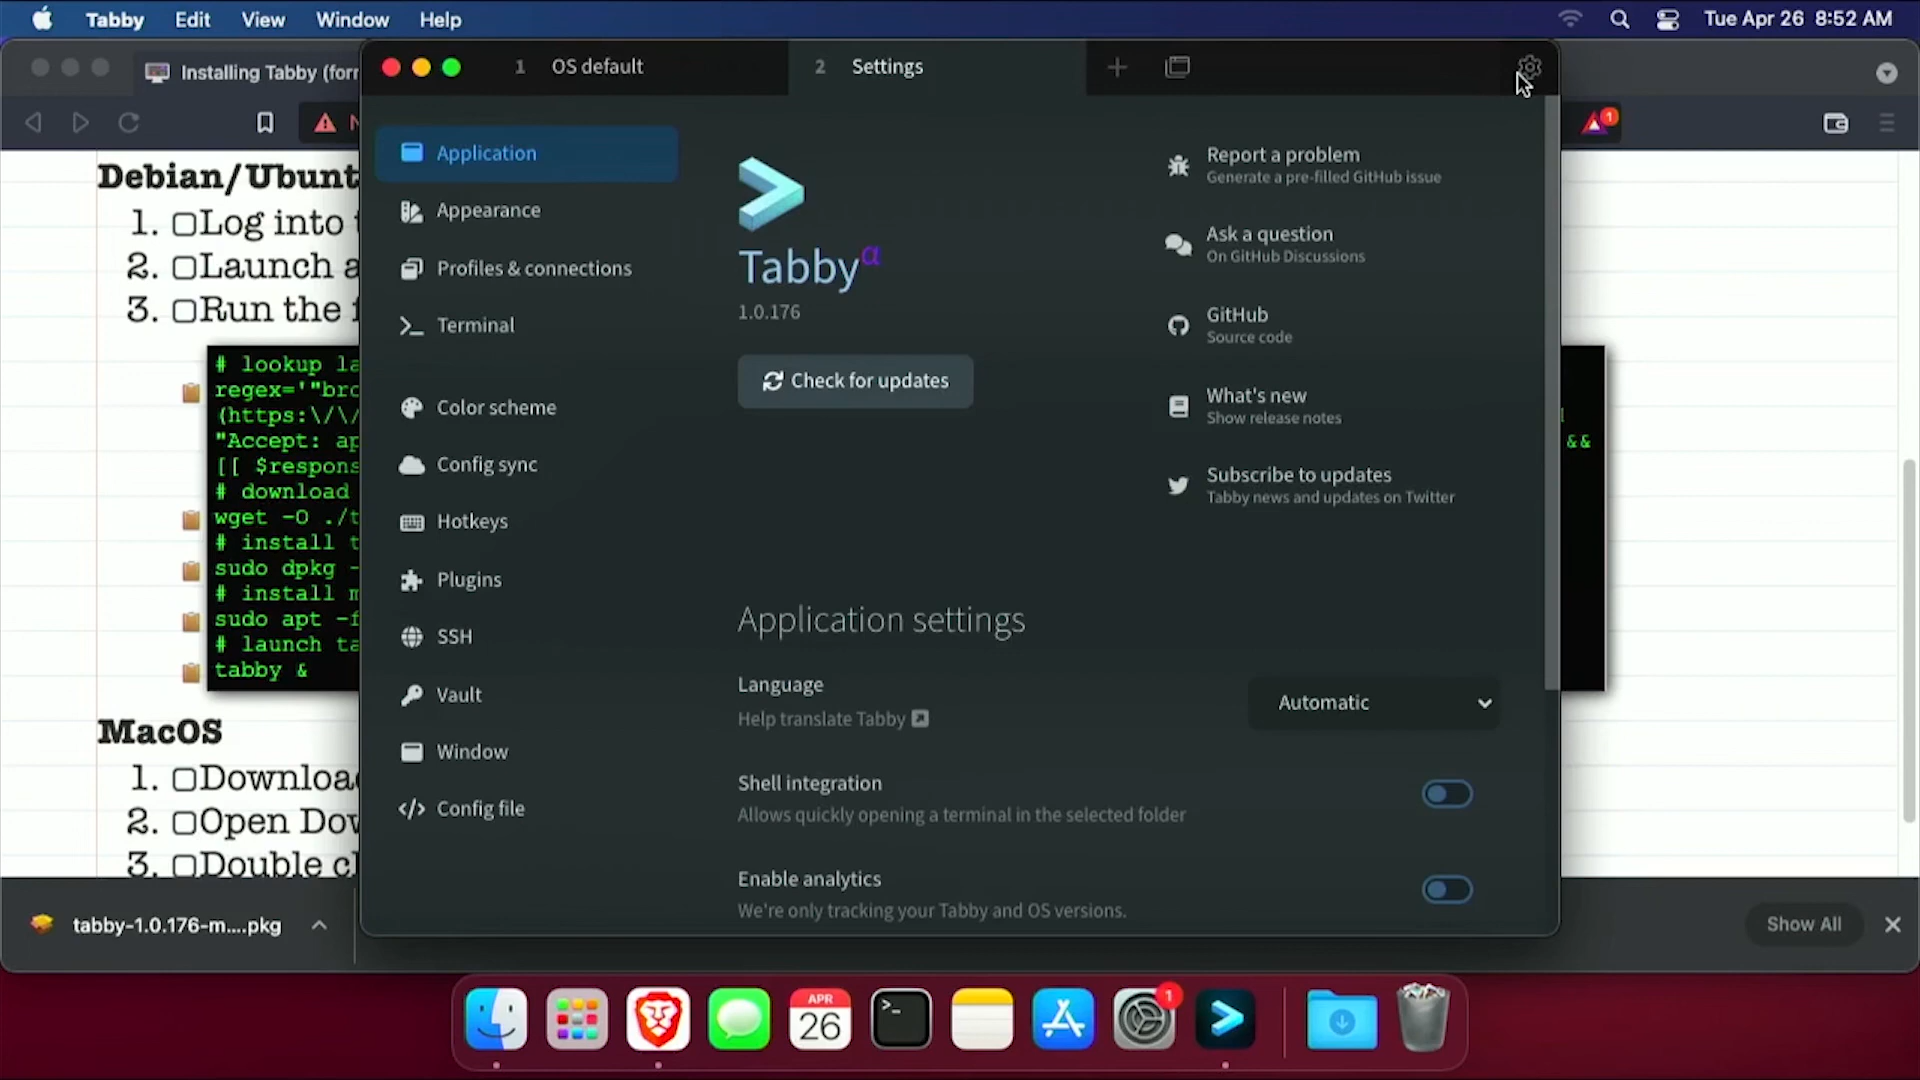 Tabby Edit View Window Help
Tue Apr 26 8:52 AM
Installing Tabby (for
1 OS default
2 Settings
1
Debian/Ubunt
1. Log into
2. Launch a
3. Run the
# lookup la
regex='"bro
(https:\/\/
"Accept: ap
&&
[[ $respons
# download
wget -O ./t
# install t
sudo dpkg -
# install m
sudo apt -f
# launch ta
tabby &
MacOS
1. Download
2. Open Dow
3. Double cl
Application
Appearance
Profiles & connections
Terminal
Color scheme
Config sync
Hotkeys
Plugins
SSH
Vault
Window
Config file
Tabbyα
1.0.176
Check for updates
Report a problem
Generate a pre-filled GitHub issue
Ask a question
On GitHub Discussions
GitHub
Source code
What's new
Show release notes
Subscribe to updates
Tabby news and updates on Twitter
Application settings
Language
Help translate Tabby
Automatic
Shell integration
Allows quickly opening a terminal in the selected folder
Enable analytics
We're only tracking your Tabby and OS versions.
tabby-1.0.176-m....pkg
Show All
APR
26
1